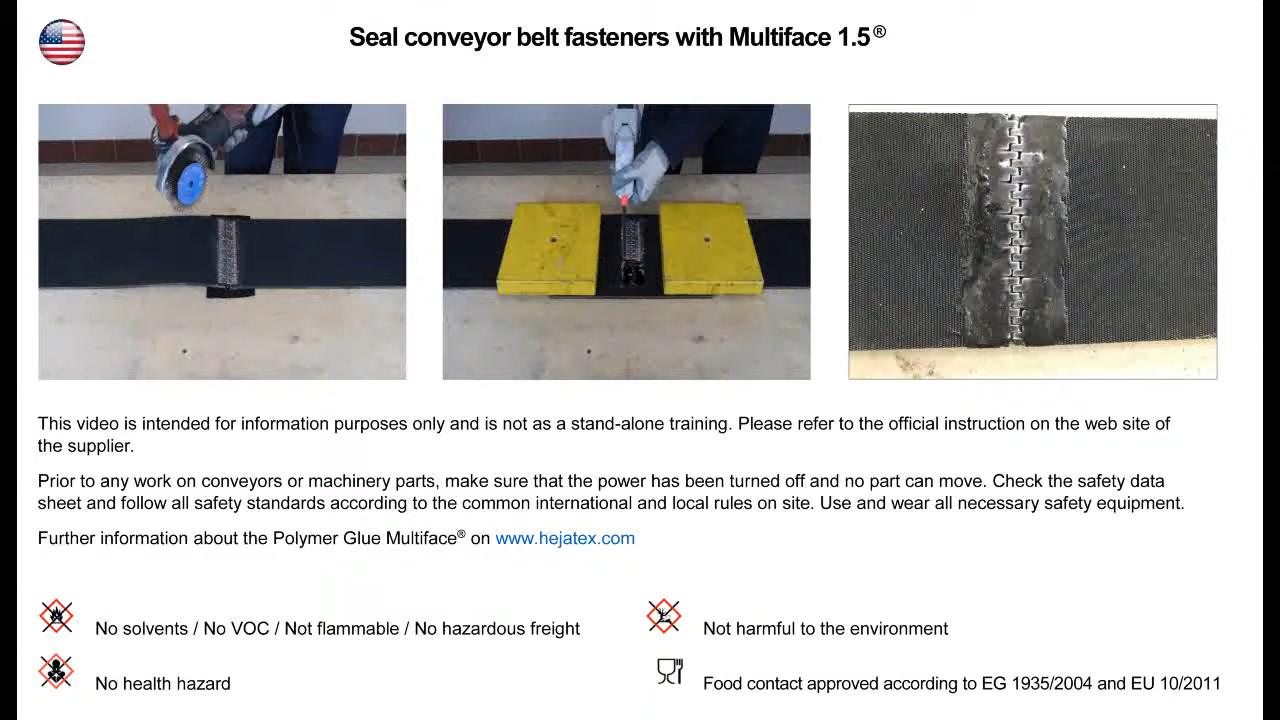 Seal conveyor belt fasteners with Multiface 1.5®
This video is intended for information purposes only and is not as a stand-alone training. Please refer to the official instruction on the web site of
the supplier.
Prior to any work on conveyors or machinery parts, make sure that the power has been turned off and no part can move. Check the safety data
sheet and follow all safety standards according to the common international and local rules on site. Use and wear all necessary safety equipment.
Further information about the Polymer Glue Multiface® on www.hejatex.com
No solvents / No VOC / Not flammable / No hazardous freight
Not harmful to the environment
No health hazard
Food contact approved according to EG 1935/2004 and EU 10/2011